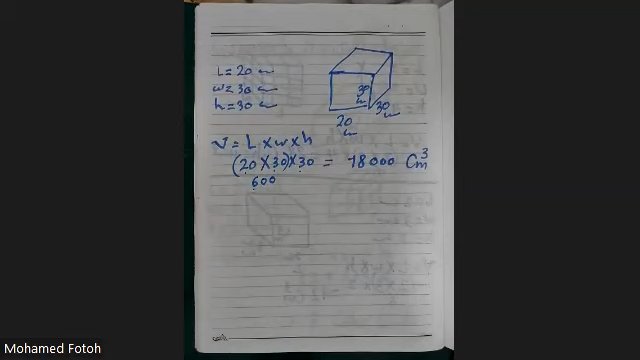 L = 20 cm
w = 30 cm
h = 30 cm
30
cm
30
cm
20
cm
V = L x w x h
(20 x 30) x 30 = 18000 Cm³
600
Mohamed Fotoh